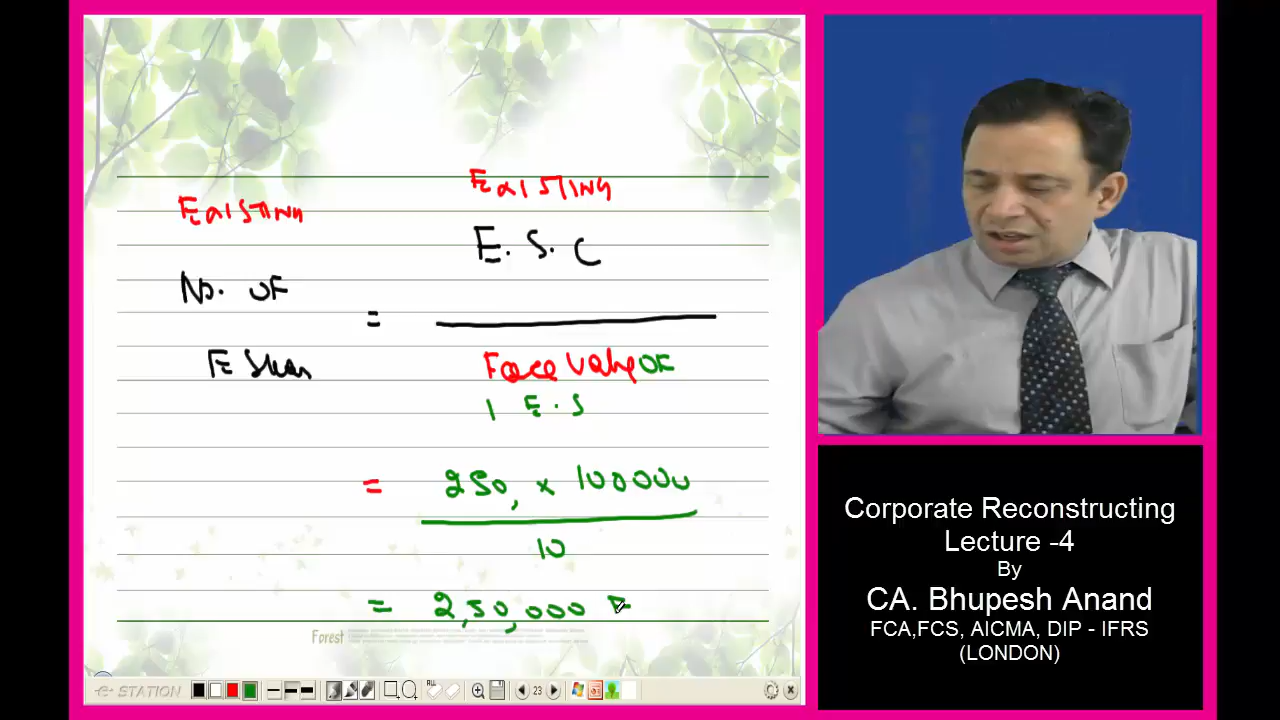 EXISTING
EXISTING
E. S. C
No. OF
=
E Share
Face Value OF
1 E. S
= 250, x 100000
10
= 2,50,000 E
Forest
e-STATION
23
Corporate Reconstructing
Lecture -4
By
CA. Bhupesh Anand
FCA,FCS, AICMA, DIP - IFRS
(LONDON)